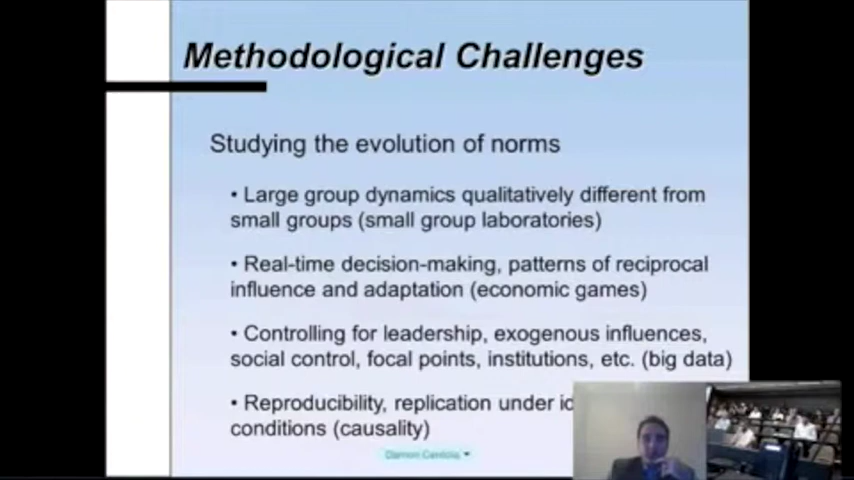 Methodological Challenges
Studying the evolution of norms
• Large group dynamics qualitatively different from
small groups (small group laboratories)
• Real-time decision-making, patterns of reciprocal
influence and adaptation (economic games)
• Controlling for leadership, exogenous influences,
social control, focal points, institutions, etc. (big data)
• Reproducibility, replication under
conditions (causality)
Damon Centola